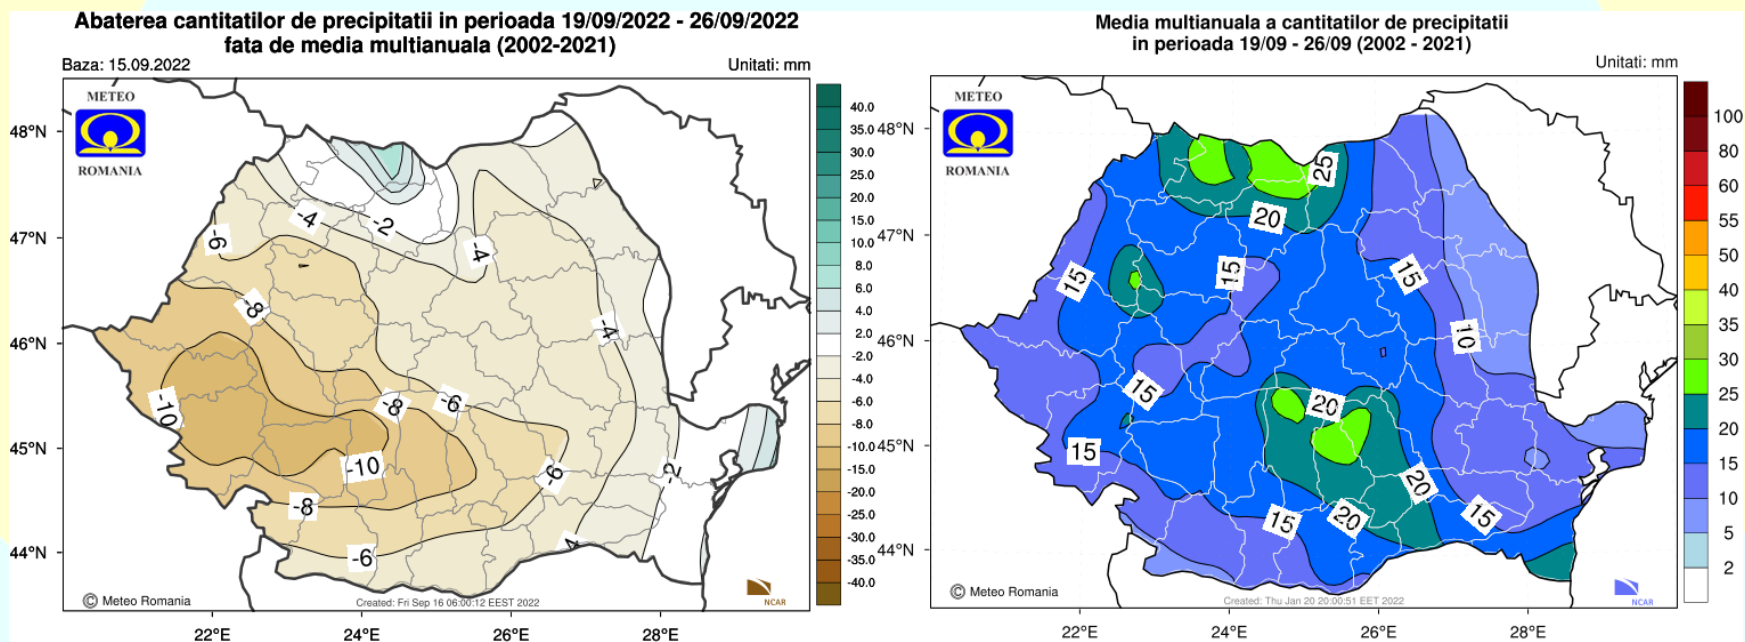 Abaterea cantitatilor de precipitatii in perioada 19/09/2022 - 26/09/2022
fata de media multianuala (2002-2021)
Baza: 15.09.2022
Unitati: mm
METEO
ROMANIA
48°N
47°N
46°N
45°N
44°N
22°E
24°E
26°E
28°E
-4
-2
-6
-4
-8
-4
-10
-8
-6
-10
-6
-2
-8
-6
4
40.0
35.0
30.0
25.0
20.0
15.0
10.0
8.0
6.0
4.0
2.0
-2.0
-4.0
-6.0
-8.0
-10.0
-15.0
-20.0
-25.0
-30.0
-35.0
-40.0
© Meteo Romania
Created: Fri Sep 16 06:00:12 EEST 2022
NCAR
Media multianuala a cantitatilor de precipitatii
in perioada 19/09 - 26/09 (2002 - 2021)
Unitati: mm
METEO
ROMANIA
48°N
47°N
46°N
45°N
44°N
22°E
24°E
26°E
28°E
25
20
15
15
15
10
15
20
15
20
15
20
15
100
80
60
55
50
40
35
30
25
20
15
10
5
2
© Meteo Romania
Created: Thu Jan 20 20:00:51 EET 2022
NCAR